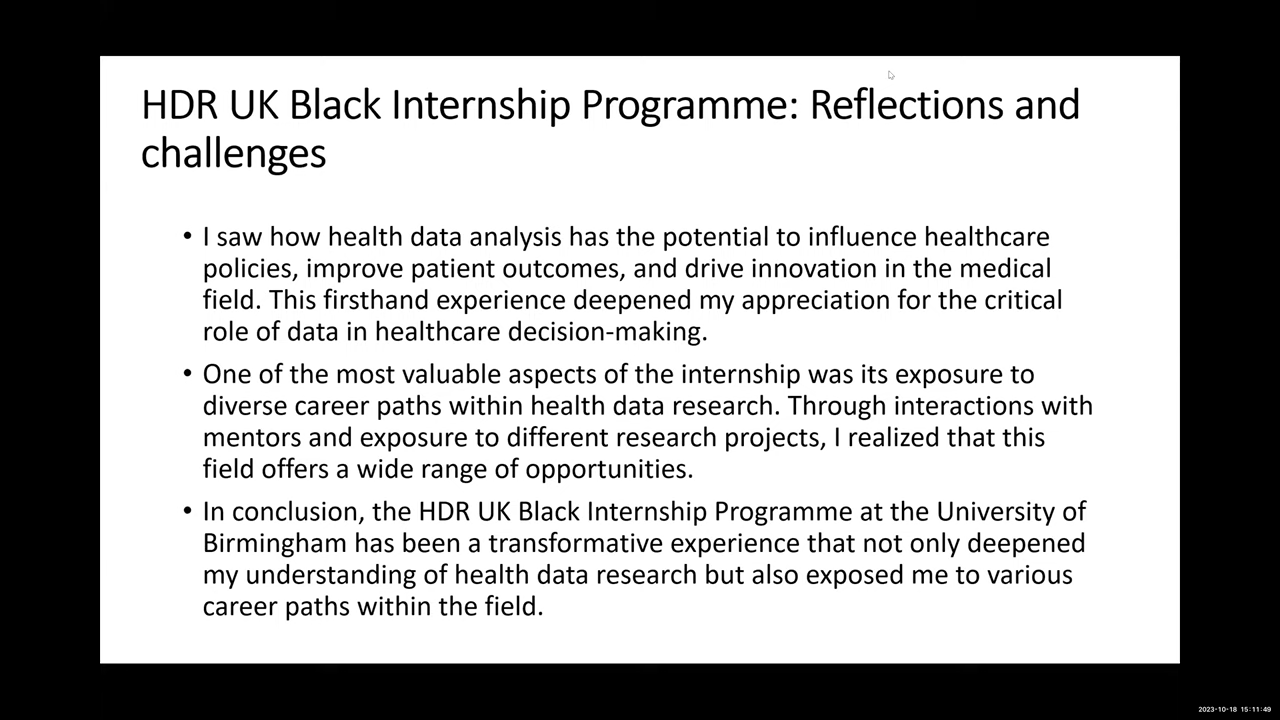 HDR UK Black Internship Programme: Reflections and
challenges
• I saw how health data analysis has the potential to influence healthcare
policies, improve patient outcomes, and drive innovation in the medical
field. This firsthand experience deepened my appreciation for the critical
role of data in healthcare decision-making.
• One of the most valuable aspects of the internship was its exposure to
diverse career paths within health data research. Through interactions with
mentors and exposure to different research projects, I realized that this
field offers a wide range of opportunities.
• In conclusion, the HDR UK Black Internship Programme at the University of
Birmingham has been a transformative experience that not only deepened
my understanding of health data research but also exposed me to various
career paths within the field.
2023-10-18 15:11:49